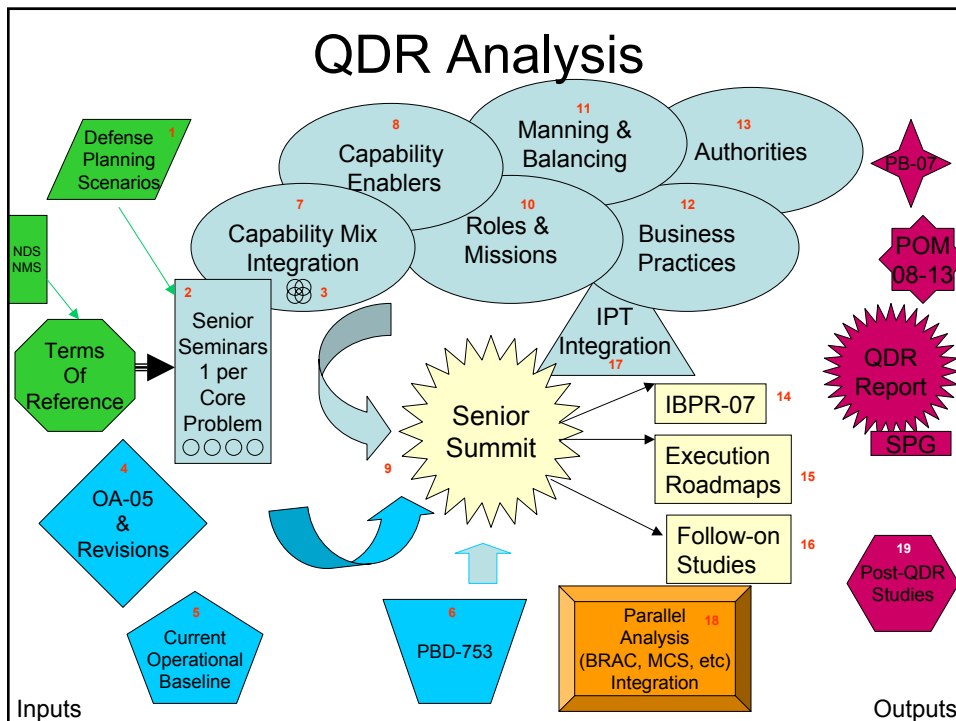 QDR Analysis
1
Defense
Planning
Scenarios
8
Capability
Enablers
11
Manning &
Balancing
13
Authorities
PB-07
NDS
NMS
7
Capability Mix
Integration
3
10
Roles &
Missions
12
Business
Practices
POM
08-13
2
Senior
Seminars
1 per
Core
Problem
Terms
Of
Reference
IPT
Integration
17
QDR
Report
SPG
Senior
Summit
9
IBPR-07
14
Execution
Roadmaps
15
Follow-on
Studies
16
4
OA-05
&
Revisions
5
Current
Operational
Baseline
6
PBD-753
Parallel
18
Analysis
(BRAC, MCS, etc)
Integration
19
Post-QDR
Studies
Inputs
Outputs